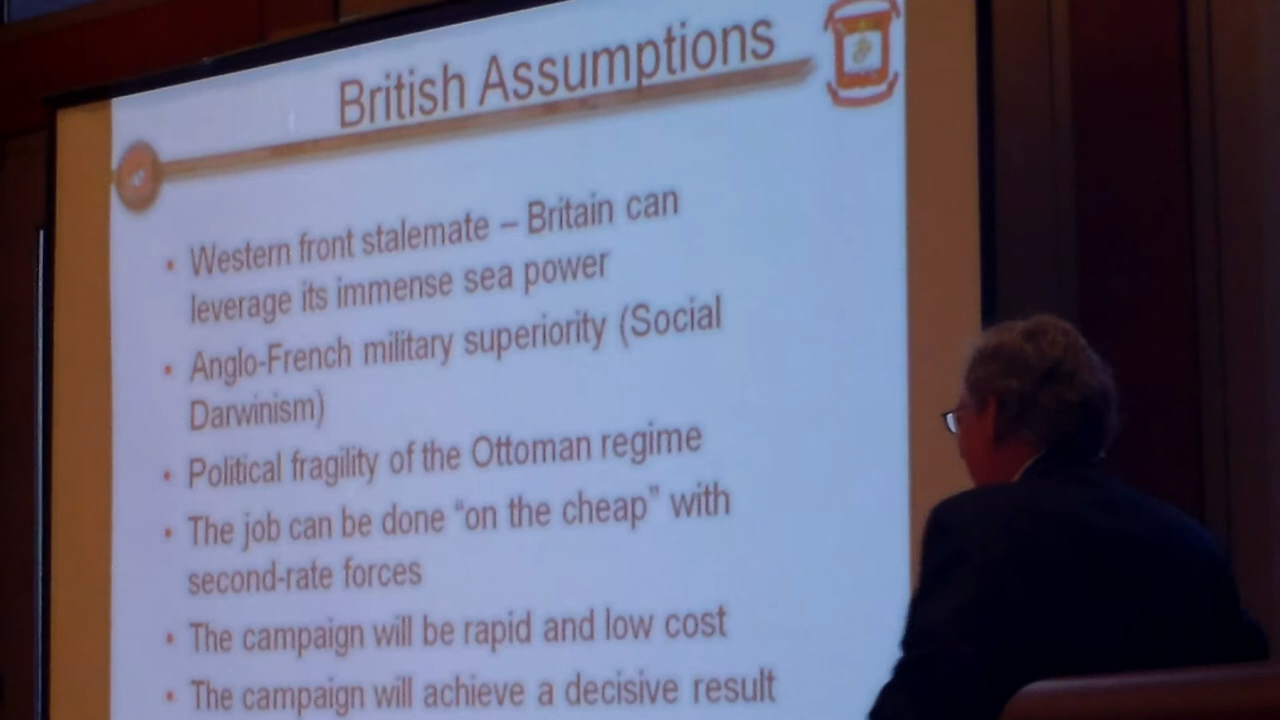 British Assumptions
• Western front stalemate – Britain can
leverage its immense sea power
• Anglo-French military superiority (Social
Darwinism)
• Political fragility of the Ottoman regime
• The job can be done “on the cheap” with
second-rate forces
• The campaign will be rapid and low cost
• The campaign will achieve a decisive result